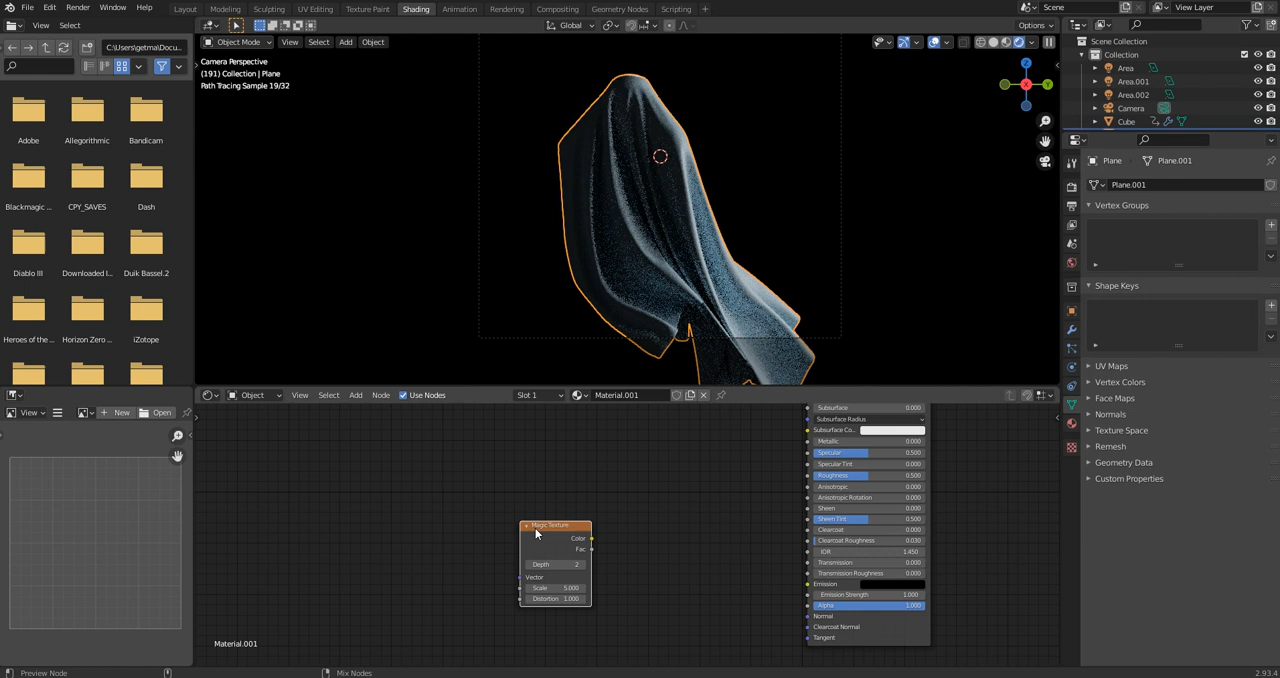 File Edit Render Window Help
Layout Modeling Sculpting UV Editing Texture Paint Shading Animation Rendering Compositing Geometry Nodes Scripting +
Scene
View Layer
View Select
Global
Options
C:\Users\getma\Docu...
Object Mode View Select Add Object
Camera Perspective
(191) Collection | Plane
Path Tracing Sample 19/32
Z
X
Y
Adobe Allegorithmic Bandicam
Blackmagic ... CPY_SAVES Dash
Diablo III Downloaded I... Duik Bassel.2
Heroes of the ... Horizon Zero ... iZotope
Scene Collection
Collection
Area
Area.001
Area.002
Camera
Cube
Plane Plane.001
Plane.001
Vertex Groups
Shape Keys
UV Maps
Vertex Colors
Face Maps
Normals
Texture Space
Remesh
Geometry Data
Custom Properties
View + New Open
Object View Select Add Node Use Nodes Slot 1 Material.001
Magic Texture
Color
Fac
Depth 2
Vector
Scale 5.000
Distortion 1.000
Subsurface 0.000
Subsurface Radius
Subsurface Co...
Metallic 0.000
Specular 0.500
Specular Tint 0.000
Roughness 0.500
Anisotropic 0.000
Anisotropic Rotation 0.000
Sheen 0.000
Sheen Tint 0.500
Clearcoat 0.000
Clearcoat Roughness 0.030
IOR 1.450
Transmission 0.000
Transmission Roughness 0.000
Emission
Emission Strength 1.000
Alpha 1.000
Normal
Clearcoat Normal
Tangent
Material.001
Preview Node
Mix Nodes
2.93.4